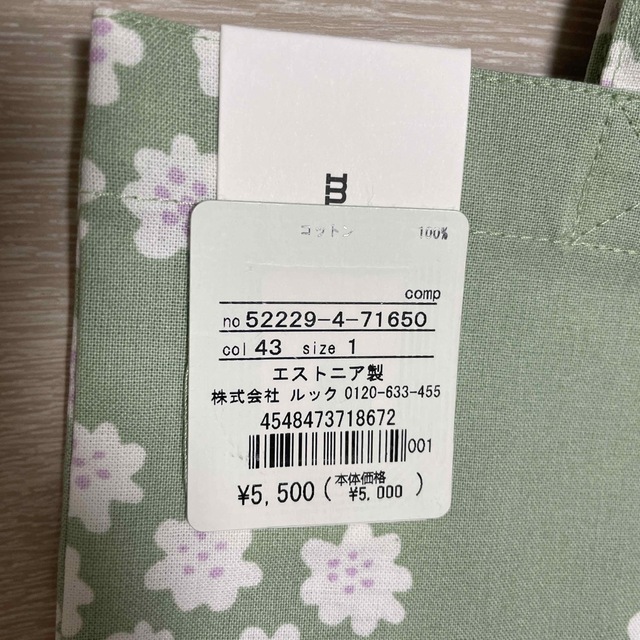 m
コットン 100%
comp
no 52229-4-71650
col 43 size 1
エストニア製
株式会社 ルック 0120-633-455
4548473718672
001
¥5,500 (本体価格 ¥5,000)